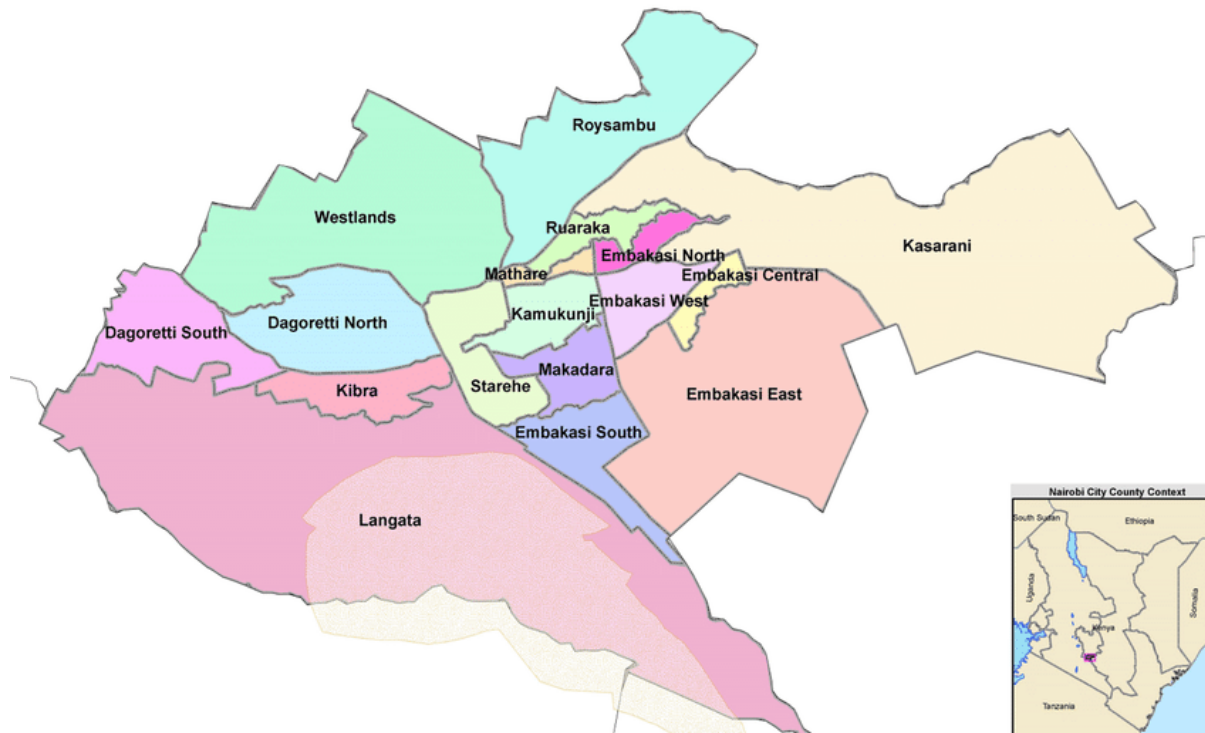 Roysambu
Westlands
Ruaraka
Kasarani
Embakasi North
Mathare
Embakasi Central
Embakasi West
Kamukunji
Dagoretti North
Dagoretti South
Makadara
Starehe
Kibra
Embakasi East
Embakasi South
Langata
Nairobi City County Context
South Sudan
Ethiopia
Uganda
Somalia
Kenya
Tanzania